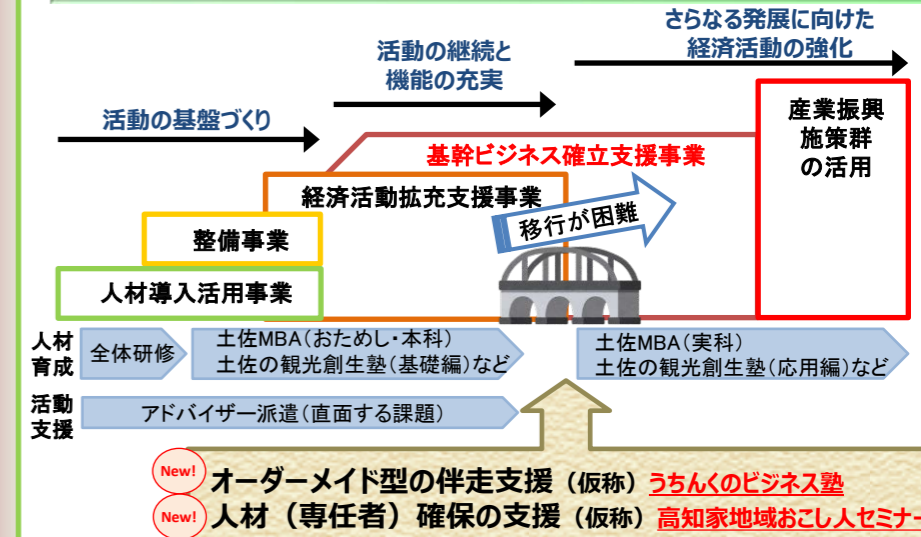 さらなる発展に向けた
経済活動の強化
活動の継続と
機能の充実
活動の基盤づくり
産業振興
施策群
の活用
基幹ビジネス確立支援事業
経済活動拡充支援事業
移行が困難
整備事業
人材導入活用事業
人材
育成
全体研修
土佐MBA(おためし・本科)
土佐の観光創生塾(基礎編)など
土佐MBA(実科)
土佐の観光創生塾(応用編)など
活動
支援
アドバイザー派遣(直面する課題)
New! オーダーメイド型の伴走支援（仮称）うちんくのビジネス塾
New! 人材（専任者）確保の支援（仮称）高知家地域おこし人セミナー